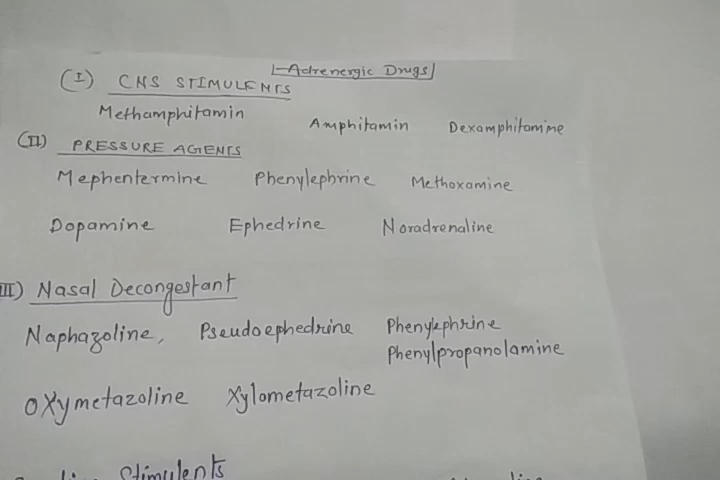 Adrenergic Drugs
(I) CNS STIMULENTS
Methamphitamin Amphitamin Dexamphitamine
(II) PRESSURE AGENTS
Mephentermine Phenylephrine Methoxamine
Dopamine Ephedrine Noradrenaline
III) Nasal Decongestant
Naphazoline, Pseudoephedrine Phenylephrine
Phenylpropanolamine
Oxymetazoline Xylometazoline
Stimulents